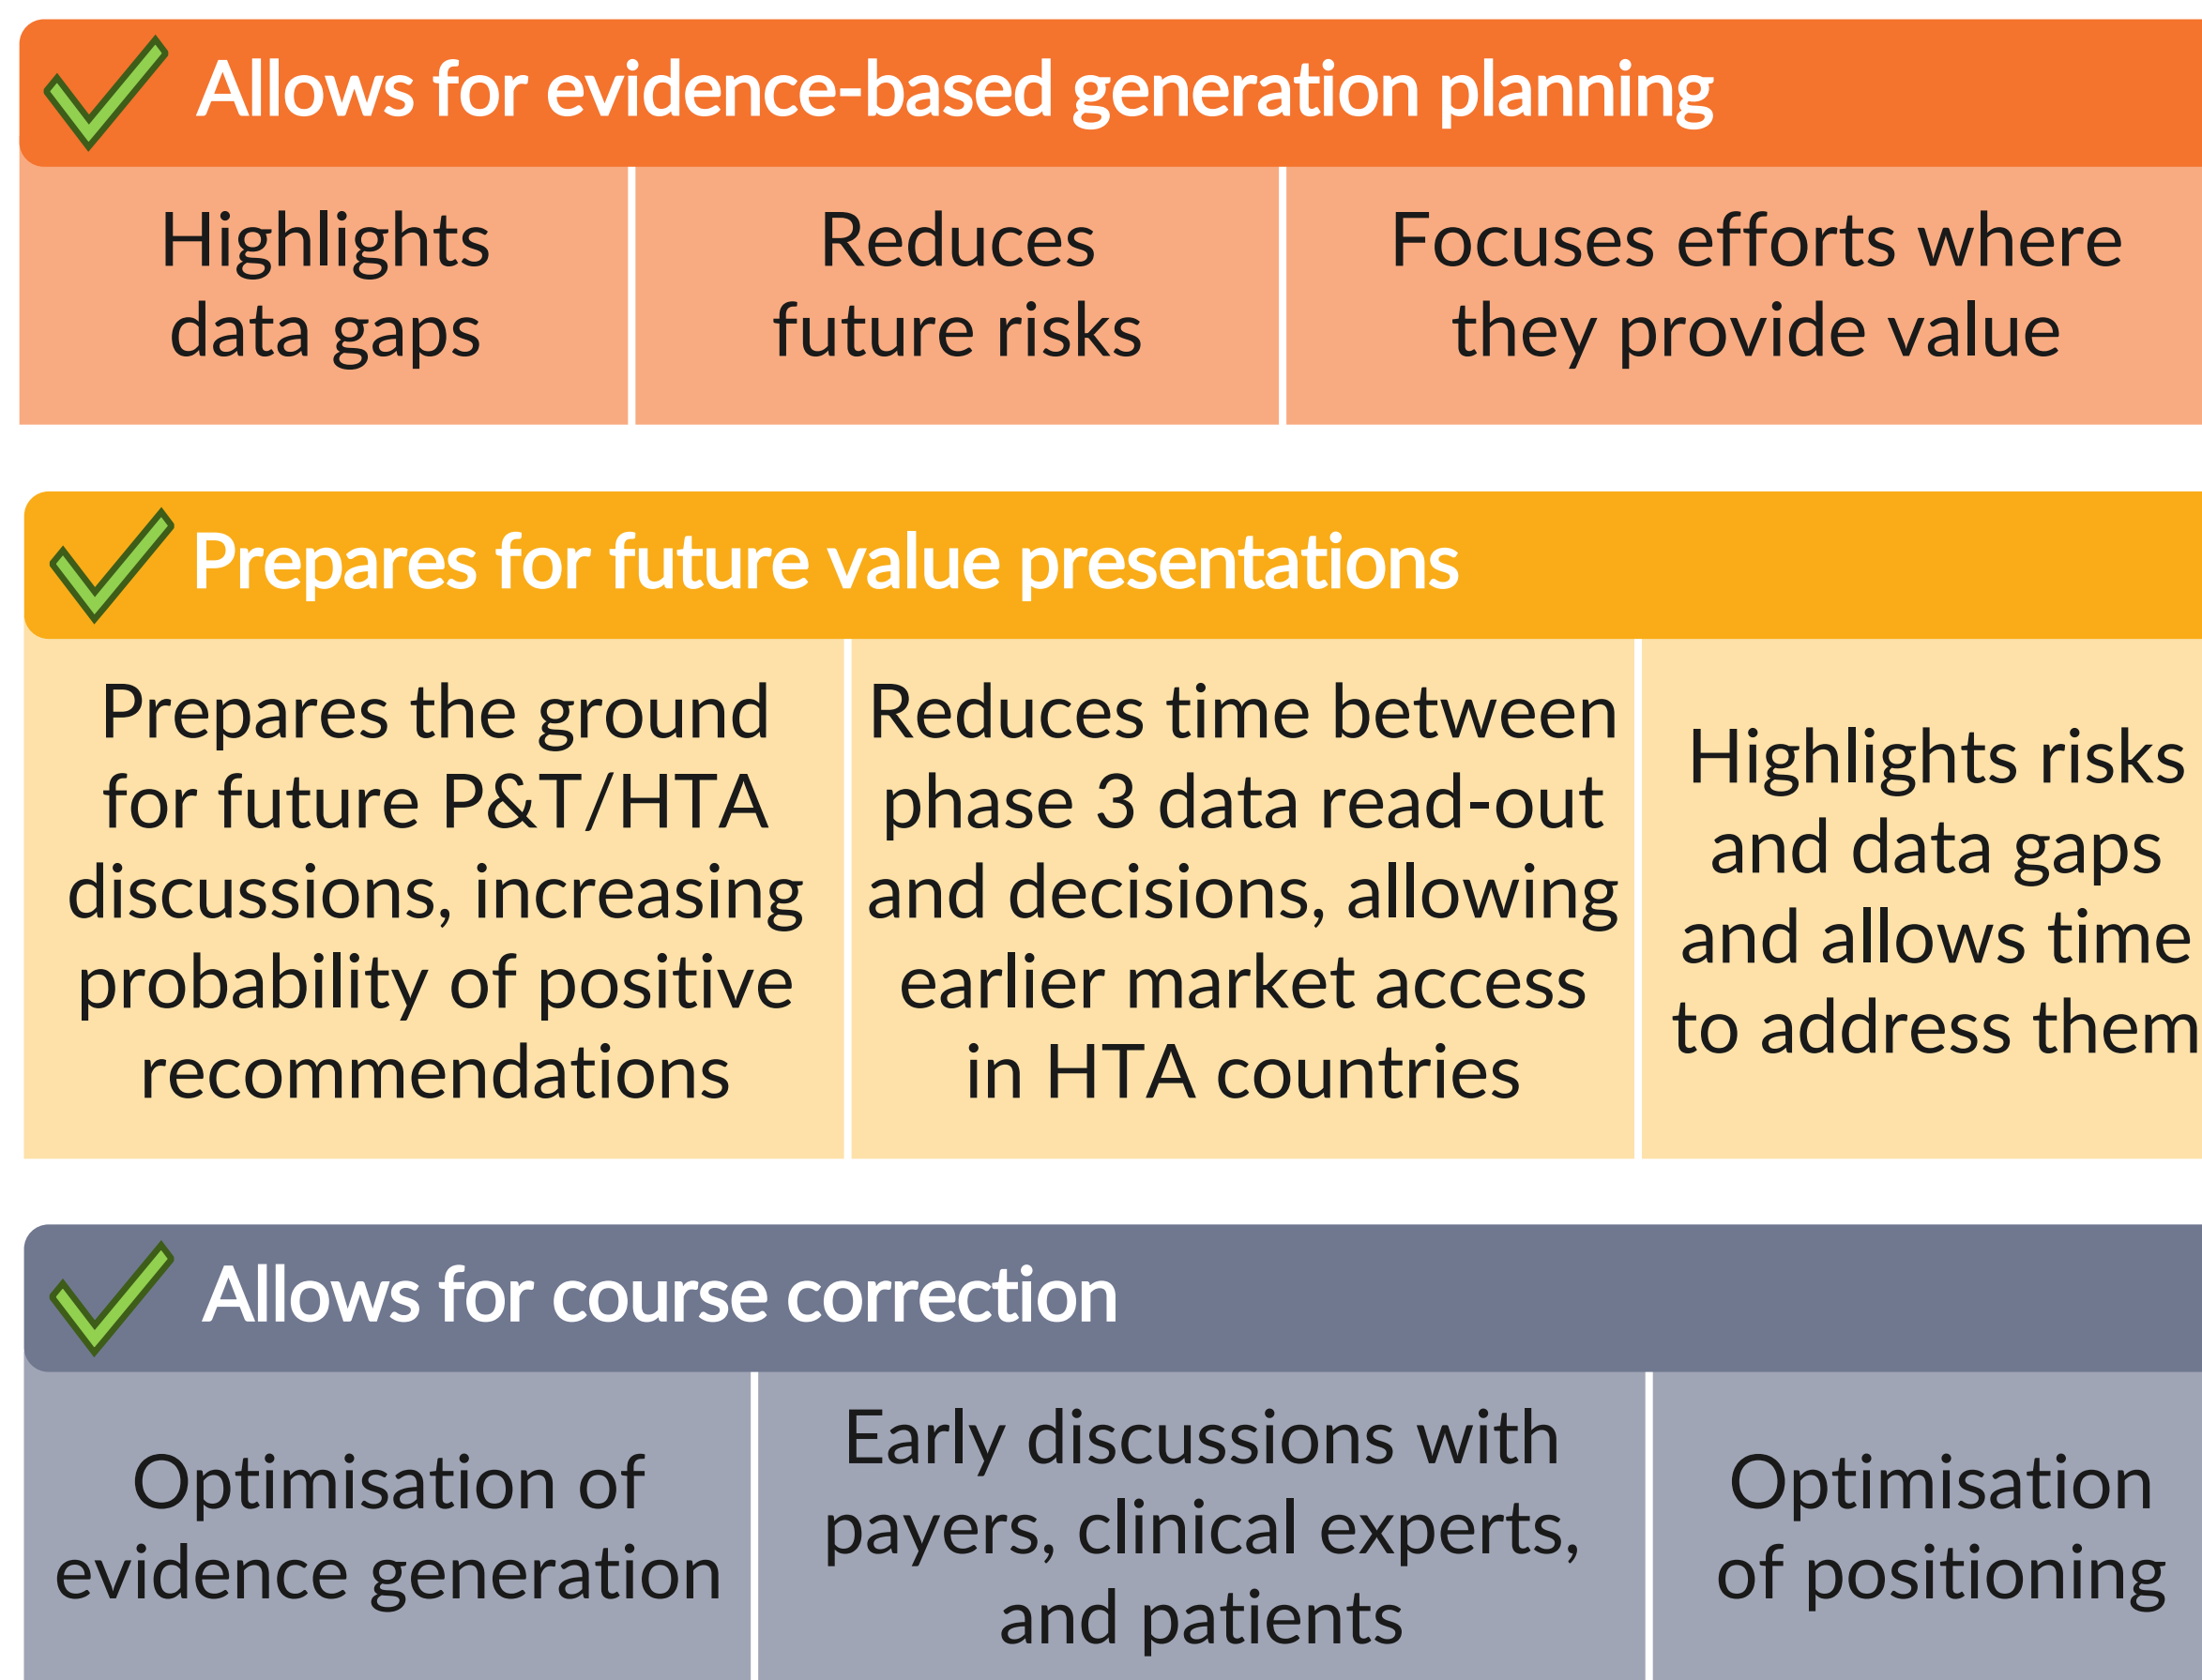 Allows for evidence-based generation planning
Highlights
data gaps
Reduces
future risks
Focuses efforts where
they provide value
Prepares for future value presentations
Prepares the ground
for future P&T/HTA
discussions, increasing
probability of positive
recommendations
Reduces time between
phase 3 data read-out
and decisions, allowing
earlier market access
in HTA countries
Highlights risks
and data gaps
and allows time
to address them
Allows for course correction
Optimisation of
evidence generation
Early discussions with
payers, clinical experts,
and patients
Optimisation
of positioning